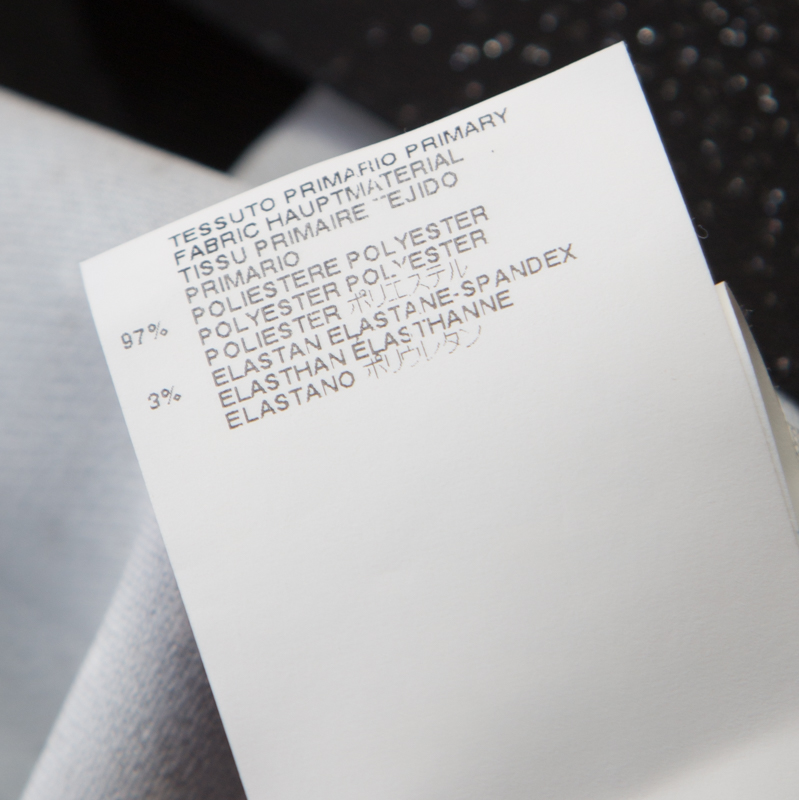 TESSUTO PRIMARIO PRIMARY
FABRIC HAUPTMATERIAL
TISSU PRIMAIRE TEJIDO
PRIMARIO
97% POLIESTERE POLYESTER
POLYESTER POLYESTER
POLIESTER ポリエステル
3% ELASTAN ELASTANE-SPANDEX
ELASTHAN ELASTHANNE
ELASTANO ポリウレタン